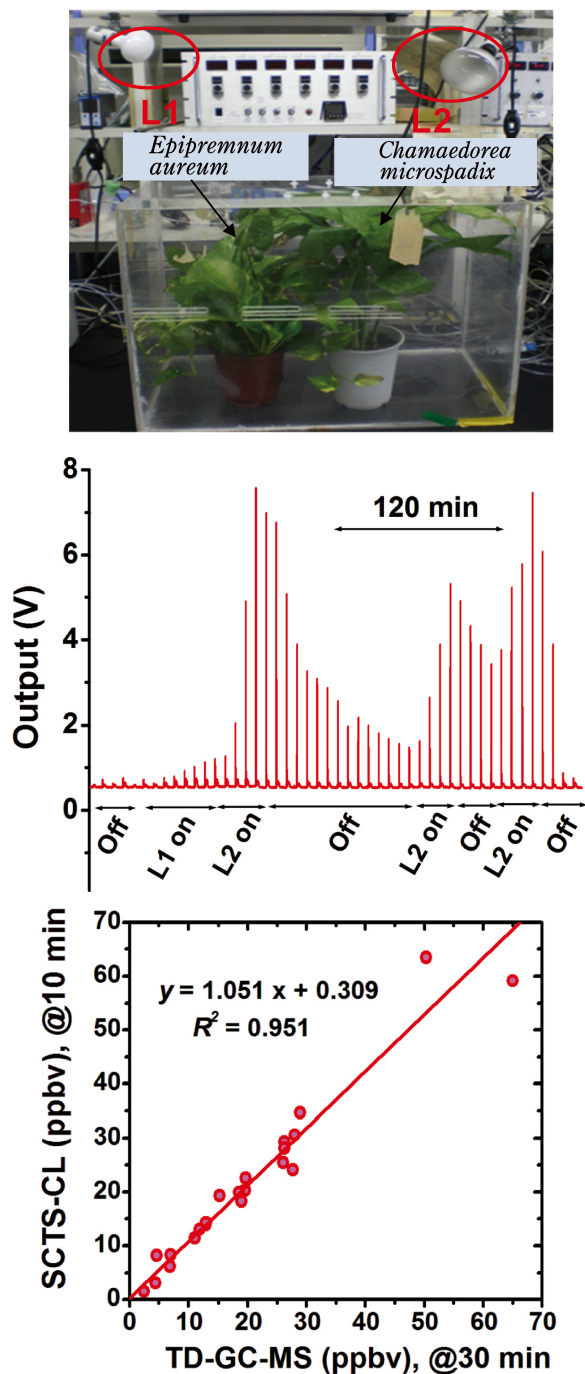 L1
L2
Epipremnum
aureum
Chamaedorea
microspadix
8
120 min
6
4
2
0
Output (V)
Off
L1 on
L2 on
Off
L2 on
Off
L2 on
Off
70
60
50
40
30
20
10
0
y = 1.051 x + 0.309
R² = 0.951
SCTS-CL (ppbv), @10 min
0 10 20 30 40 50 60 70
TD-GC-MS (ppbv), @30 min